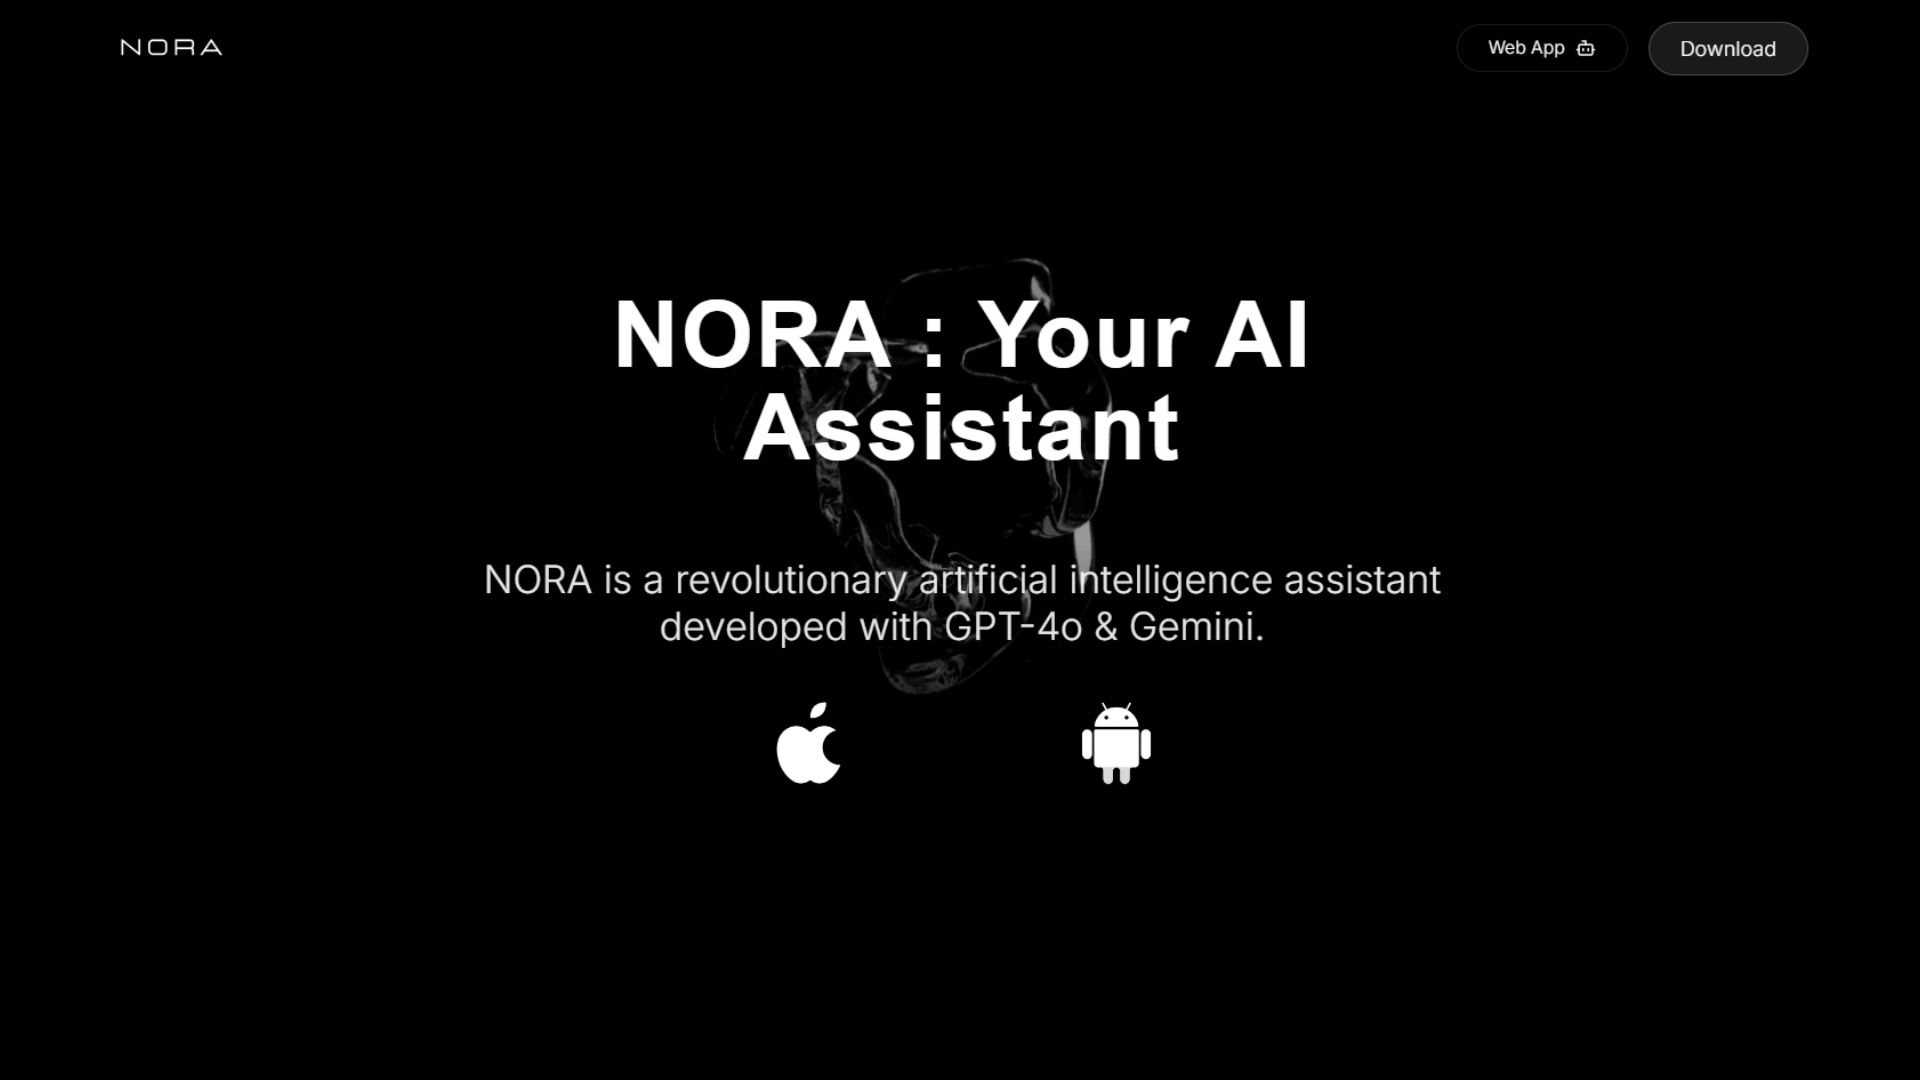 NORA
Web App
Download
NORA : Your AI
Assistant
NORA is a revolutionary artificial intelligence assistant
developed with GPT-4o & Gemini.